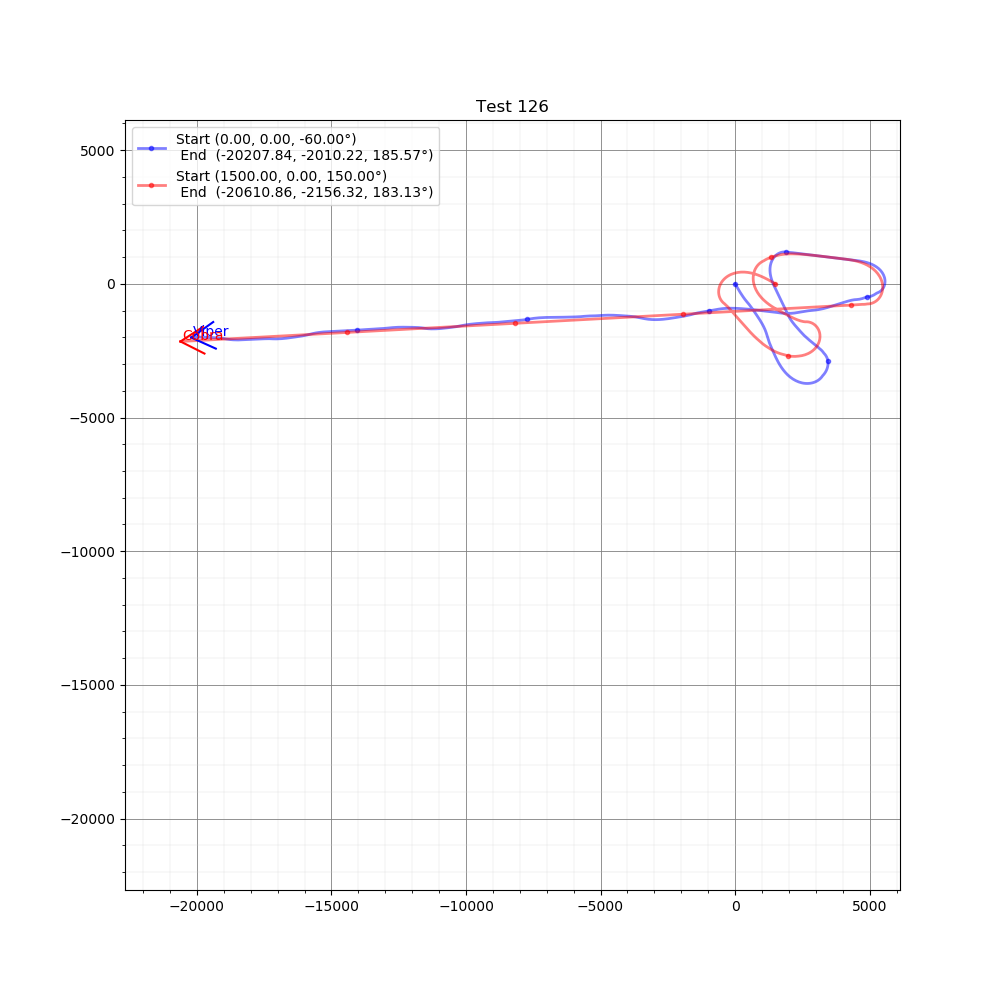 Test 126
Start (0.00, 0.00, -60.00°)
End  (-20207.84, -2010.22, 185.57°)
Start (1500.00, 0.00, 150.00°)
End  (-20610.86, -2156.32, 183.13°)
5000
0
−5000
−10000
−15000
−20000
Viper
−20000
−15000
−10000
−5000
0
5000